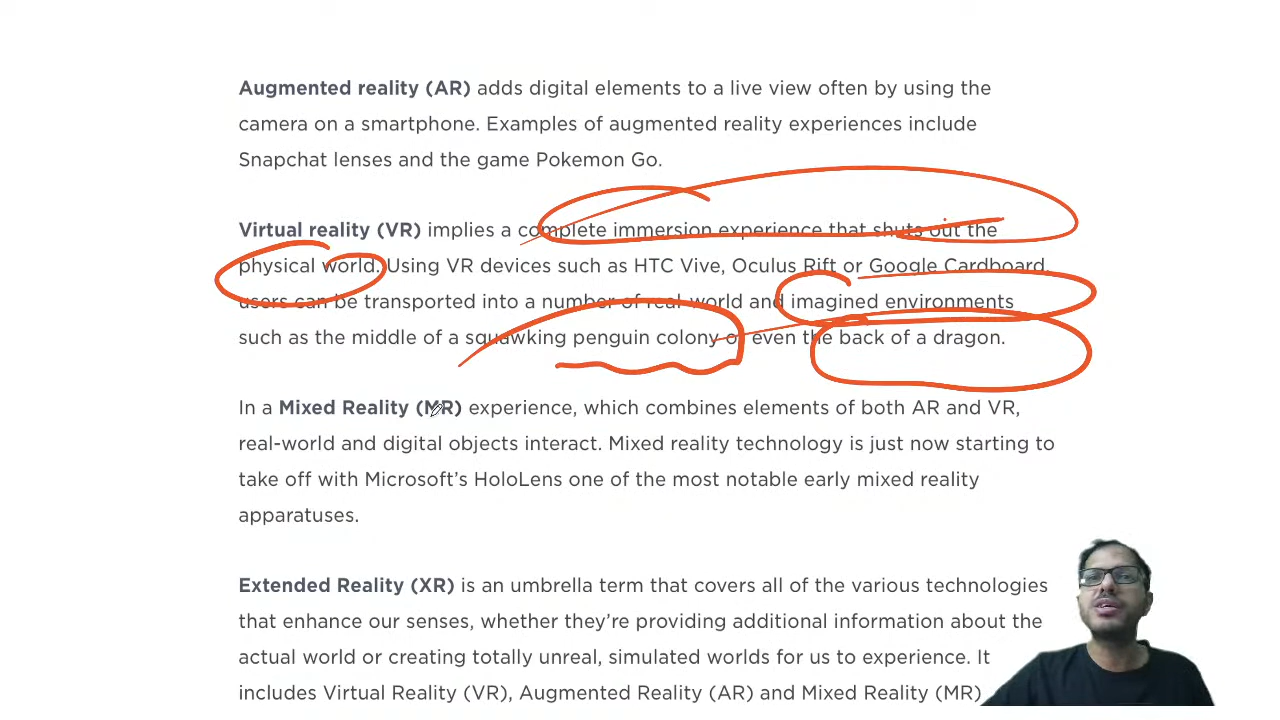 Augmented reality (AR) adds digital elements to a live view often by using the
camera on a smartphone. Examples of augmented reality experiences include
Snapchat lenses and the game Pokemon Go.
Virtual reality (VR) implies a complete immersion experience that shuts out the
physical world. Using VR devices such as HTC Vive, Oculus Rift or Google Cardboard,
users can be transported into a number of real-world and imagined environments
such as the middle of a squawking penguin colony or even the back of a dragon.
In a Mixed Reality (MR) experience, which combines elements of both AR and VR,
real-world and digital objects interact. Mixed reality technology is just now starting to
take off with Microsoft’s HoloLens one of the most notable early mixed reality
apparatuses.
Extended Reality (XR) is an umbrella term that covers all of the various technologies
that enhance our senses, whether they’re providing additional information about the
actual world or creating totally unreal, simulated worlds for us to experience. It
includes Virtual Reality (VR), Augmented Reality (AR) and Mixed Reality (MR)